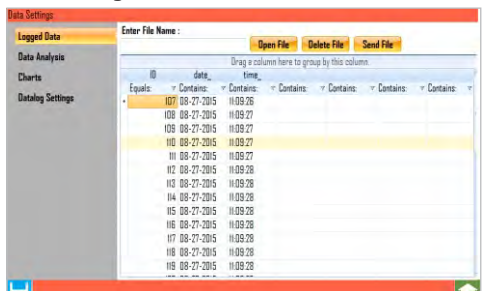 Data Settings
Logged Data
Data Analysis
Charts
Datalog Settings
Enter File Name :
Open File Delete File Send File
Drag a column here to group by this column.
ID date_ time_
Equals: Contains: Contains: Contains: Contains: Contains: Contains:
107 08-27-2015 11:09:26
108 08-27-2015 11:09:27
109 08-27-2015 11:09:27
110 08-27-2015 11:09:27
111 08-27-2015 11:09:27
112 08-27-2015 11:09:28
113 08-27-2015 11:09:28
114 08-27-2015 11:09:28
115 08-27-2015 11:09:28
116 08-27-2015 11:09:28
117 08-27-2015 11:09:28
118 08-27-2015 11:09:28
119 08-27-2015 11:09:28